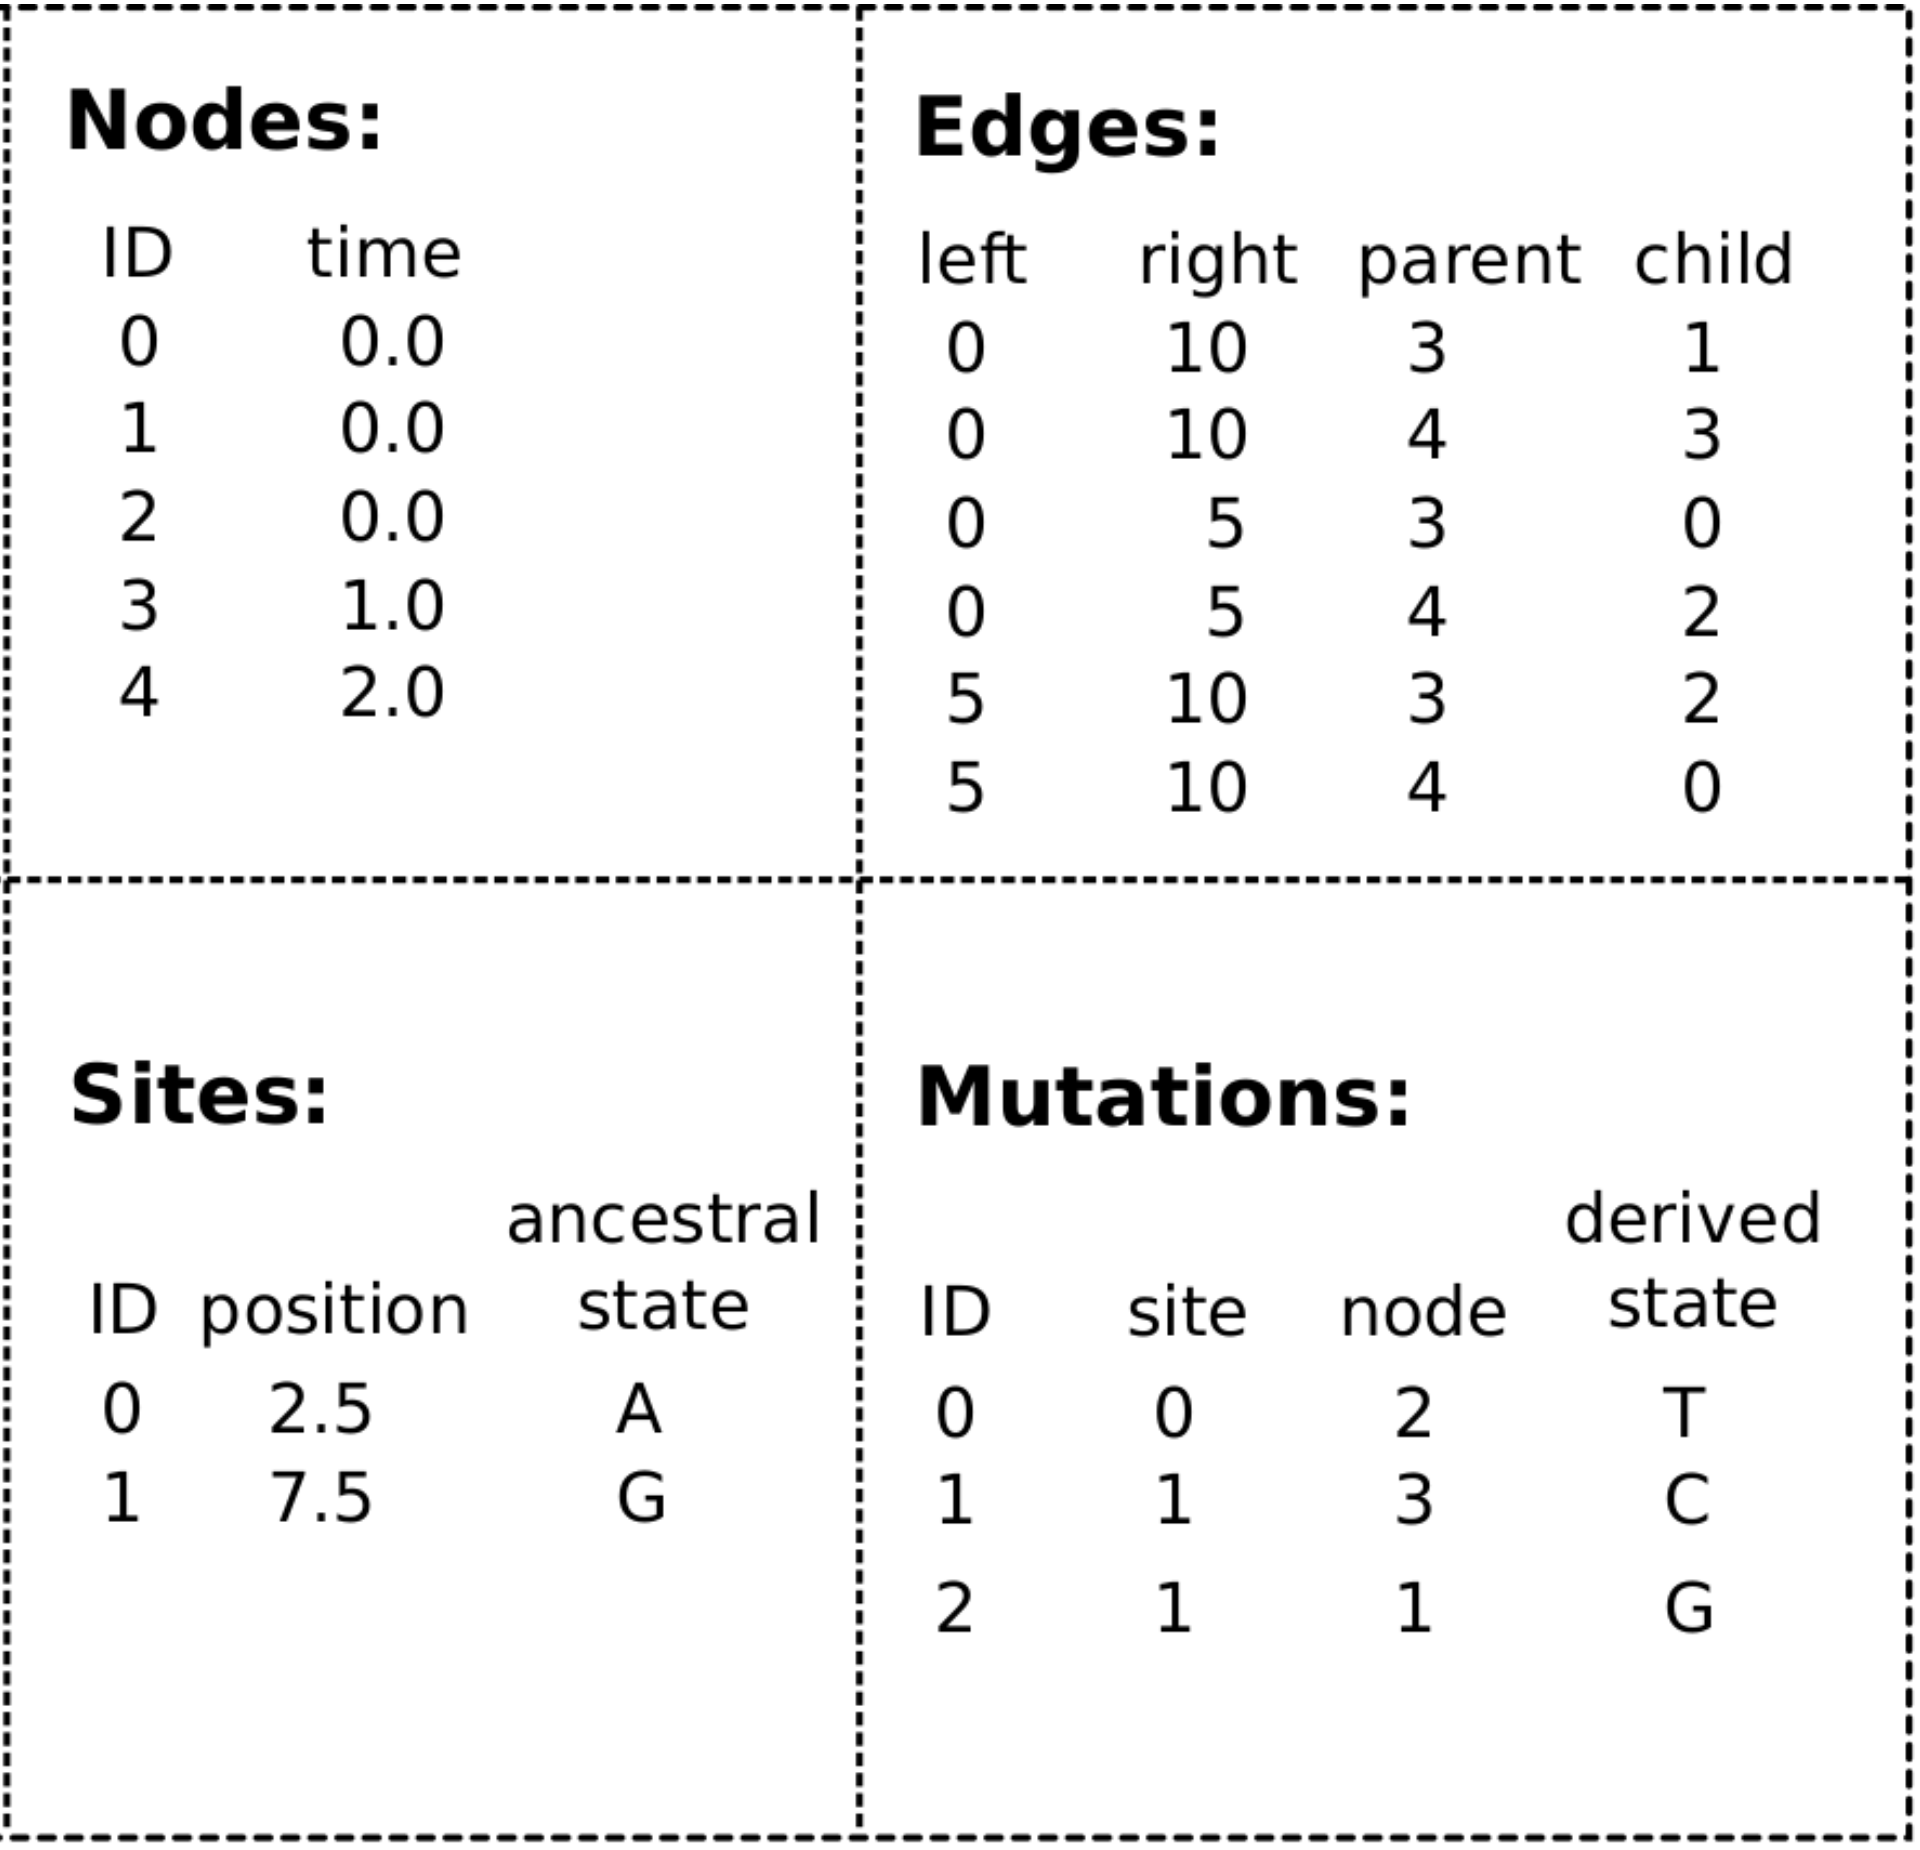 Nodes:
ID time
0 0.0
1 0.0
2 0.0
3 1.0
4 2.0
Edges:
left right parent child
0 10 3 1
0 10 4 3
0 5 3 0
0 5 4 2
5 10 3 2
5 10 4 0
Sites:
ancestral
ID position state
0 2.5 A
1 7.5 G
Mutations:
derived
ID site node state
0 0 2 T
1 1 3 C
2 1 1 G